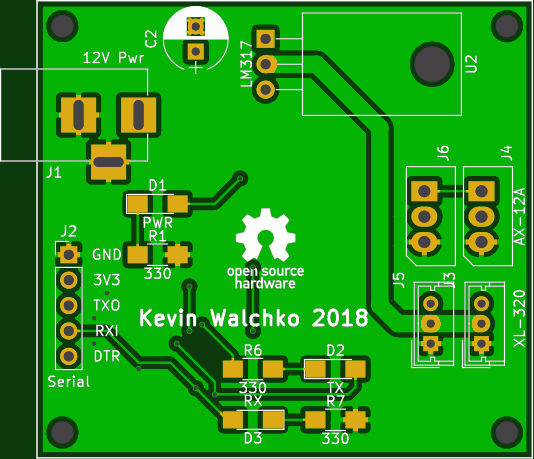 C2
LM317
U2
12V Pwr
J1
J6
J4
D1
PWR
R1
330
AX-12A
J2
GND
3V3
TXO
RXI
DTR
Serial
open source
hardware
J5
J3
XL-320
Kevin Walchko 2018
R6
330
D2
TX
RX
D3
R7
330